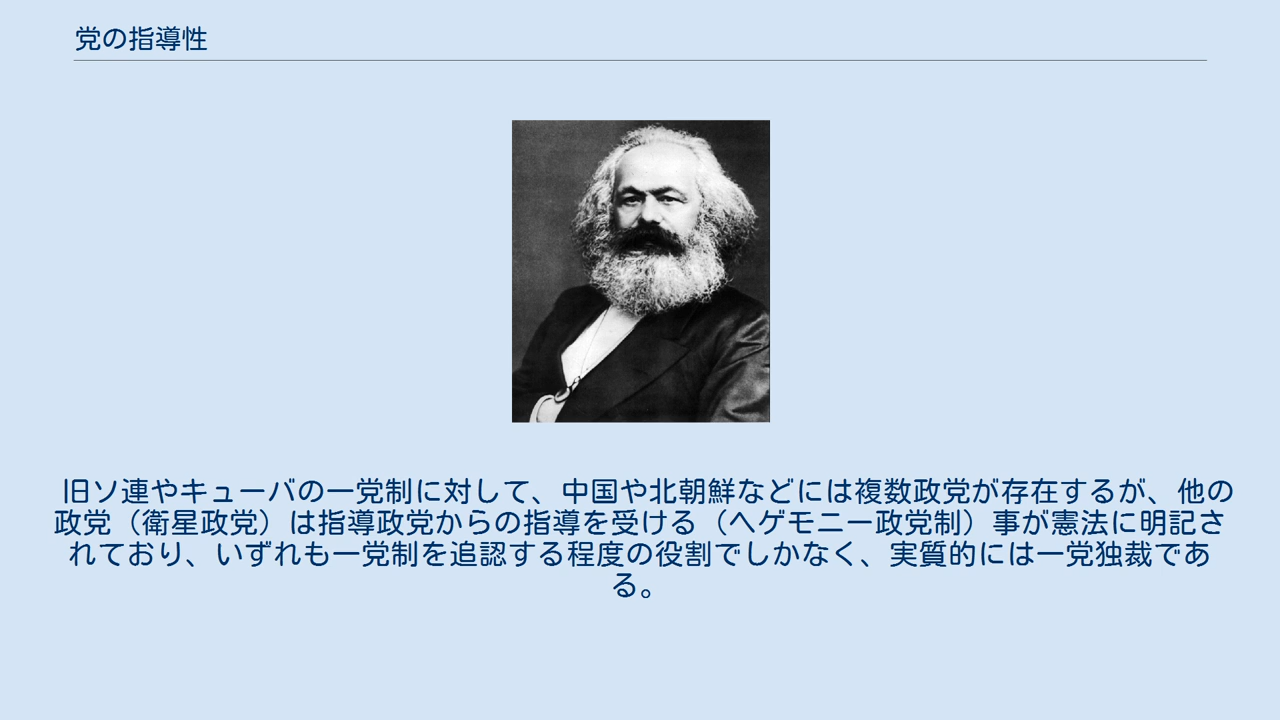 党の指導性
旧ソ連やキューバの一党制に対して、中国や北朝鮮などには複数政党が存在するが、他の
政党（衛星政党）は指導政党からの指導を受ける（ヘゲモニー政党制）事が憲法に明記さ
れており、いずれも一党制を追認する程度の役割でしかなく、実質的には一党独裁であ
る。